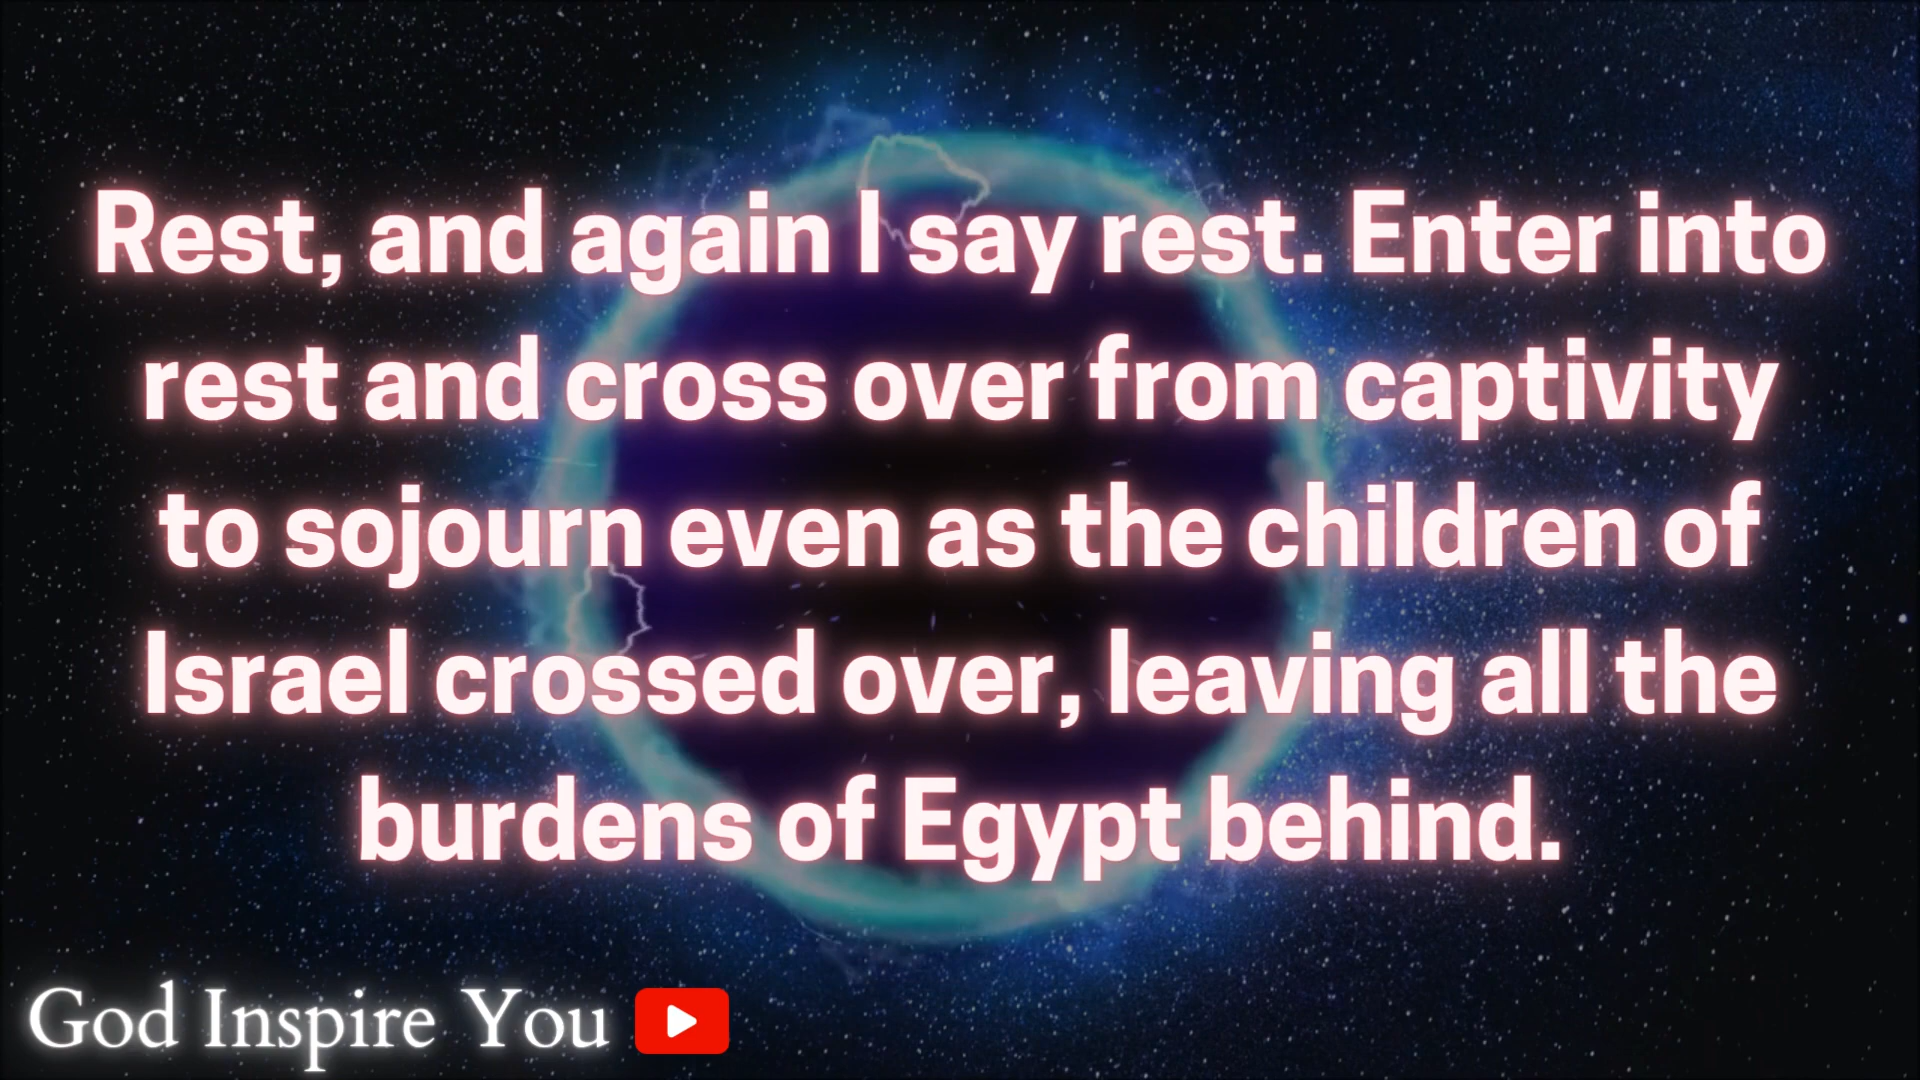 Rest, and again I say rest. Enter into
rest and cross over from captivity
to sojourn even as the children of
Israel crossed over, leaving all the
burdens of Egypt behind.
God Inspire You